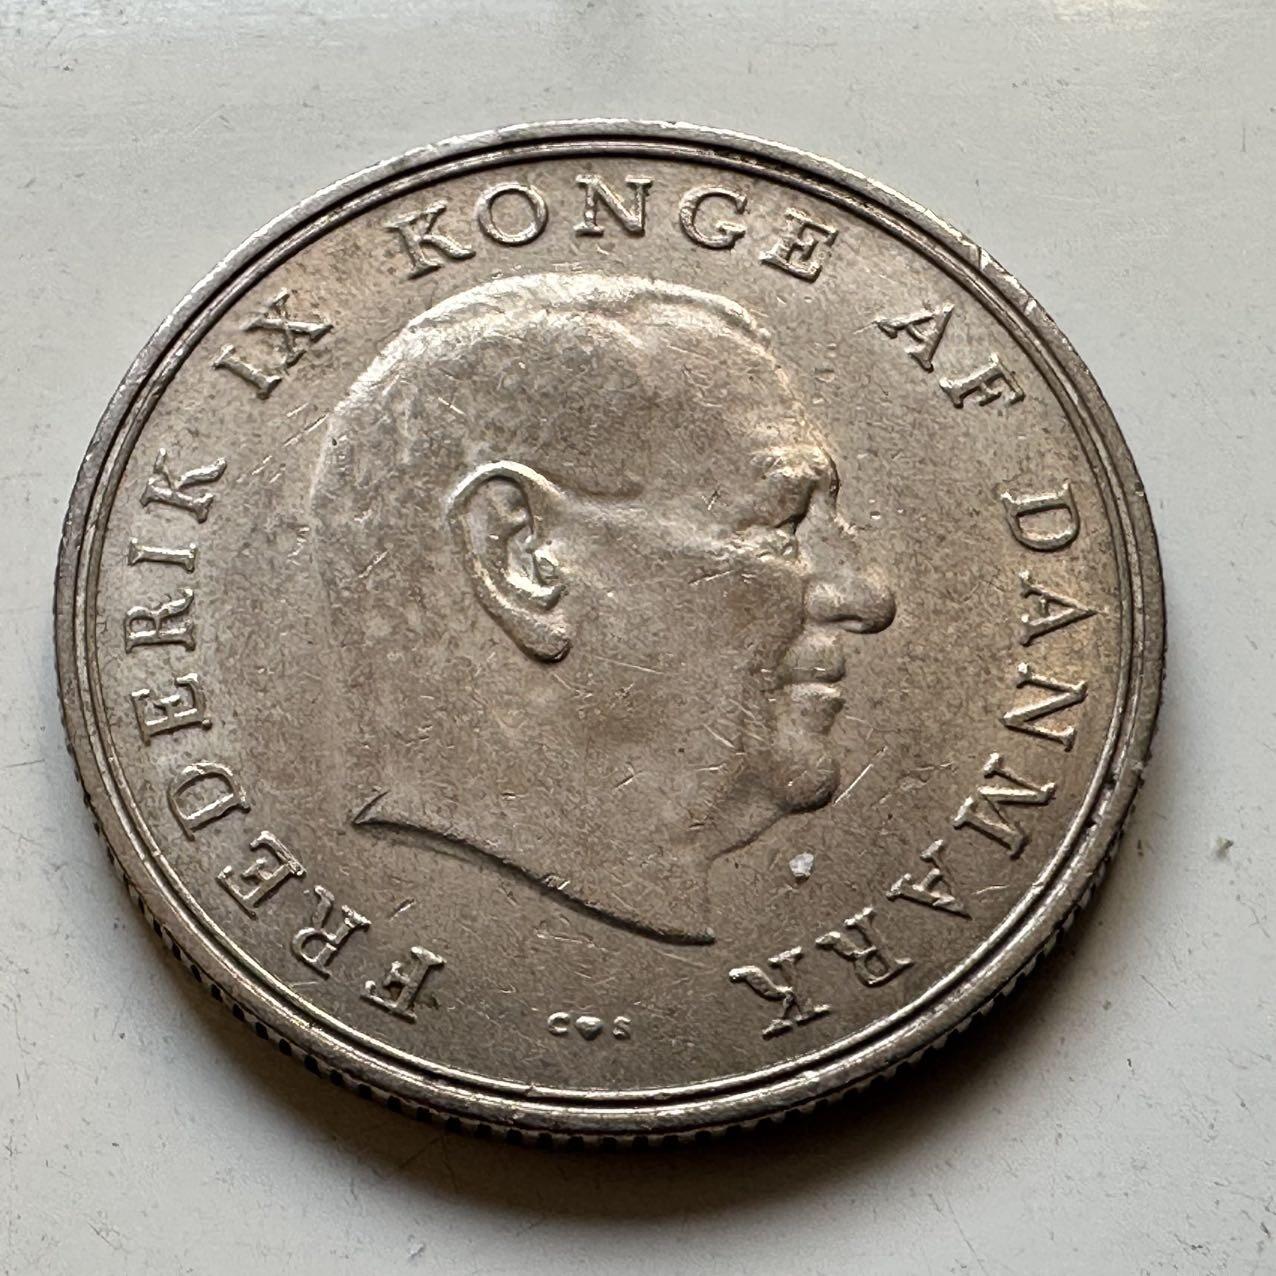 FREDERIK IX KONGE AF DANMARK
C♥S